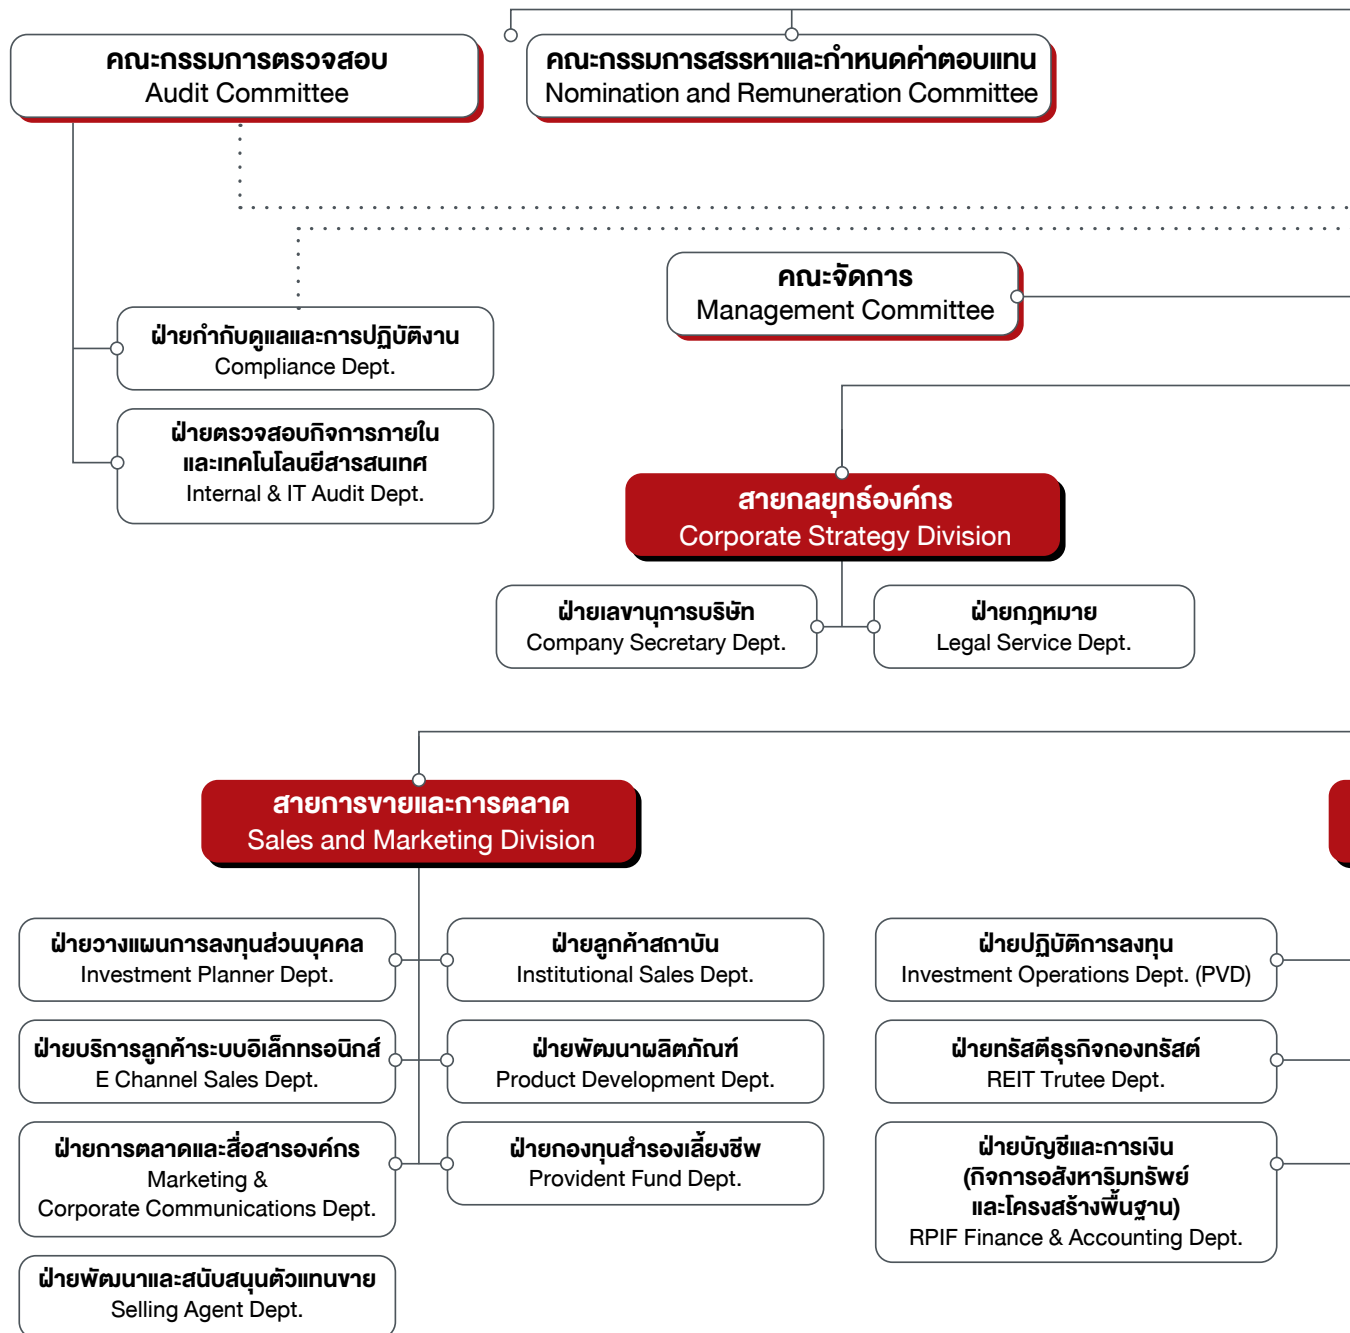 คณะกรรมการตรวจสอบ
Audit Committee
คณะกรรมการสรรหาและกำหนดค่าตอบแทน
Nomination and Remuneration Committee
คณะจัดการ
Management Committee
ฝ่ายกำกับดูแลและการปฏิบัติงาน
Compliance Dept.
ฝ่ายตรวจสอบกิจการภายใน
และเทคโนโลนยีสารสนเทศ
Internal & IT Audit Dept.
สายกลยุทธ์องค์กร
Corporate Strategy Division
ฝ่ายเลขานุการบริษัท
Company Secretary Dept.
ฝ่ายกฎหมาย
Legal Service Dept.
สายการขายและการตลาด
Sales and Marketing Division
ฝ่ายวางแผนการลงทุนส่วนบุคคล
Investment Planner Dept.
ฝ่ายลูกค้าสถาบัน
Institutional Sales Dept.
ฝ่ายปฏิบัติการลงทุน
Investment Operations Dept. (PVD)
ฝ่ายบริการลูกค้าระบบอิเล็กทรอนิกส์
E Channel Sales Dept.
ฝ่ายพัฒนาผลิตภัณฑ์
Product Development Dept.
ฝ่ายทรัสตีธุรกิจกองทรัสต์
REIT Trutee Dept.
ฝ่ายการตลาดและสื่อสารองค์กร
Marketing &
Corporate Communications Dept.
ฝ่ายกองทุนสำรองเลี้ยงชีพ
Provident Fund Dept.
ฝ่ายบัญชีและการเงิน
(กิจการอสังหาริมทรัพย์
และโครงสร้างพื้นฐาน)
RPIF Finance & Accounting Dept.
ฝ่ายพัฒนาและสนับสนุนตัวแทนขาย
Selling Agent Dept.